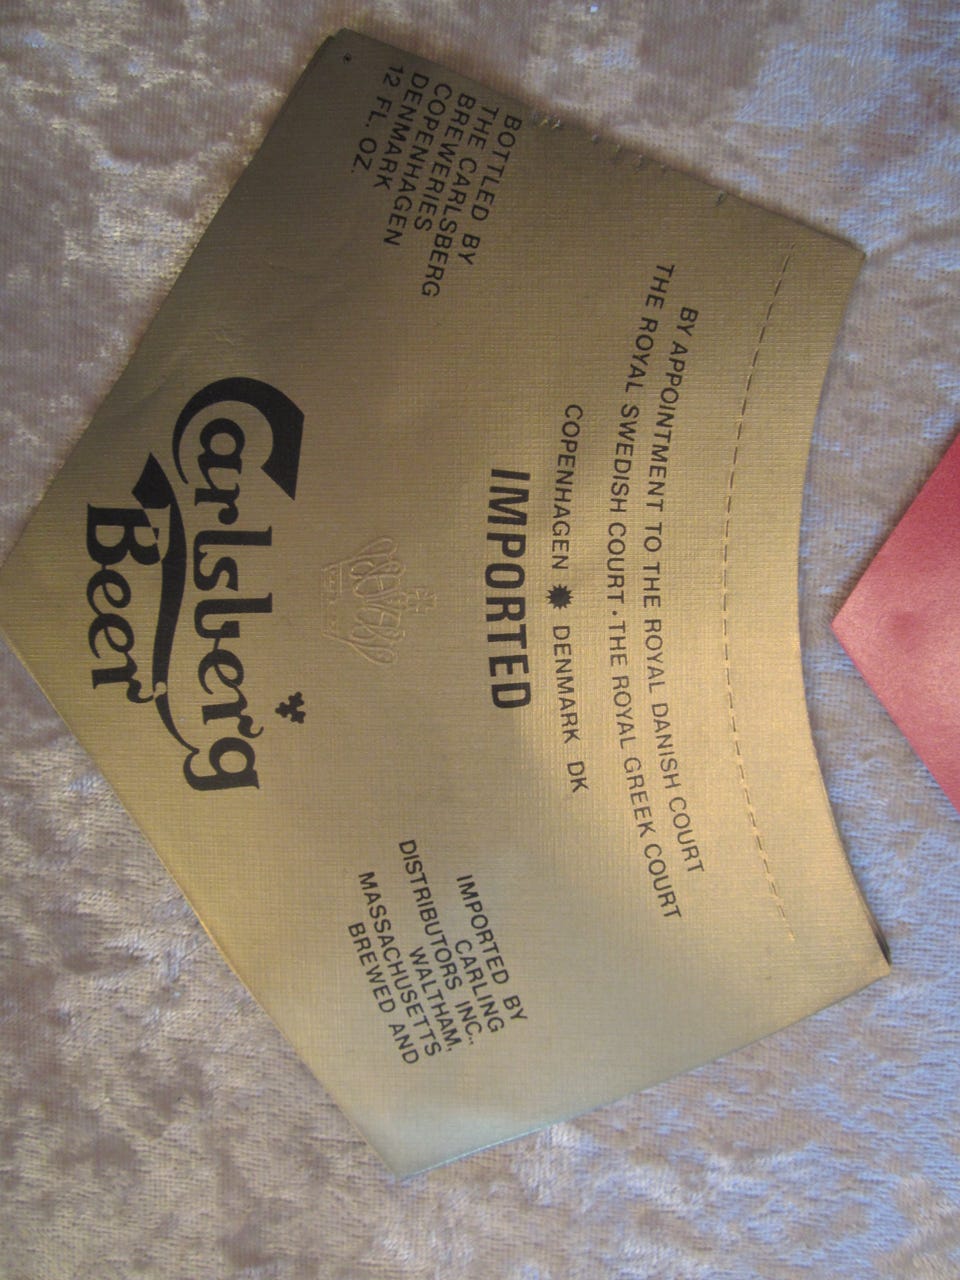 BY APPOINTMENT TO THE ROYAL DANISH COURT
THE ROYAL SWEDISH COURT · THE ROYAL GREEK COURT
COPENHAGEN DENMARK DK
IMPORTED
BOTTLED BY
THE CARLSBERG
BREWERIES
COPENHAGEN
DENMARK
12 FL. OZ.
IMPORTED BY
CARLING
DISTRIBUTORS INC.,
WALTHAM,
MASSACHUSETTS
BREWED AND
Carlsberg
Beer